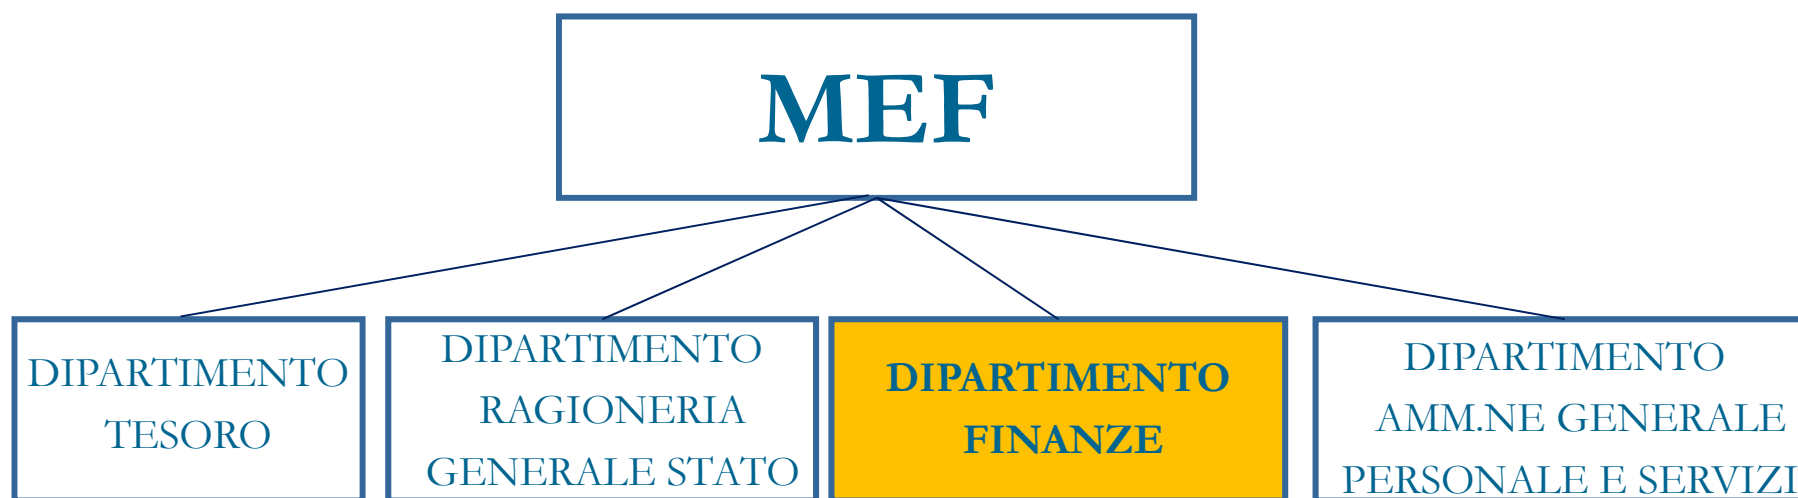 MEF
DIPARTIMENTO
TESORO
DIPARTIMENTO
RAGIONERIA
GENERALE STATO
DIPARTIMENTO
FINANZE
DIPARTIMENTO
AMM.NE GENERALE
PERSONALE E SERVIZI